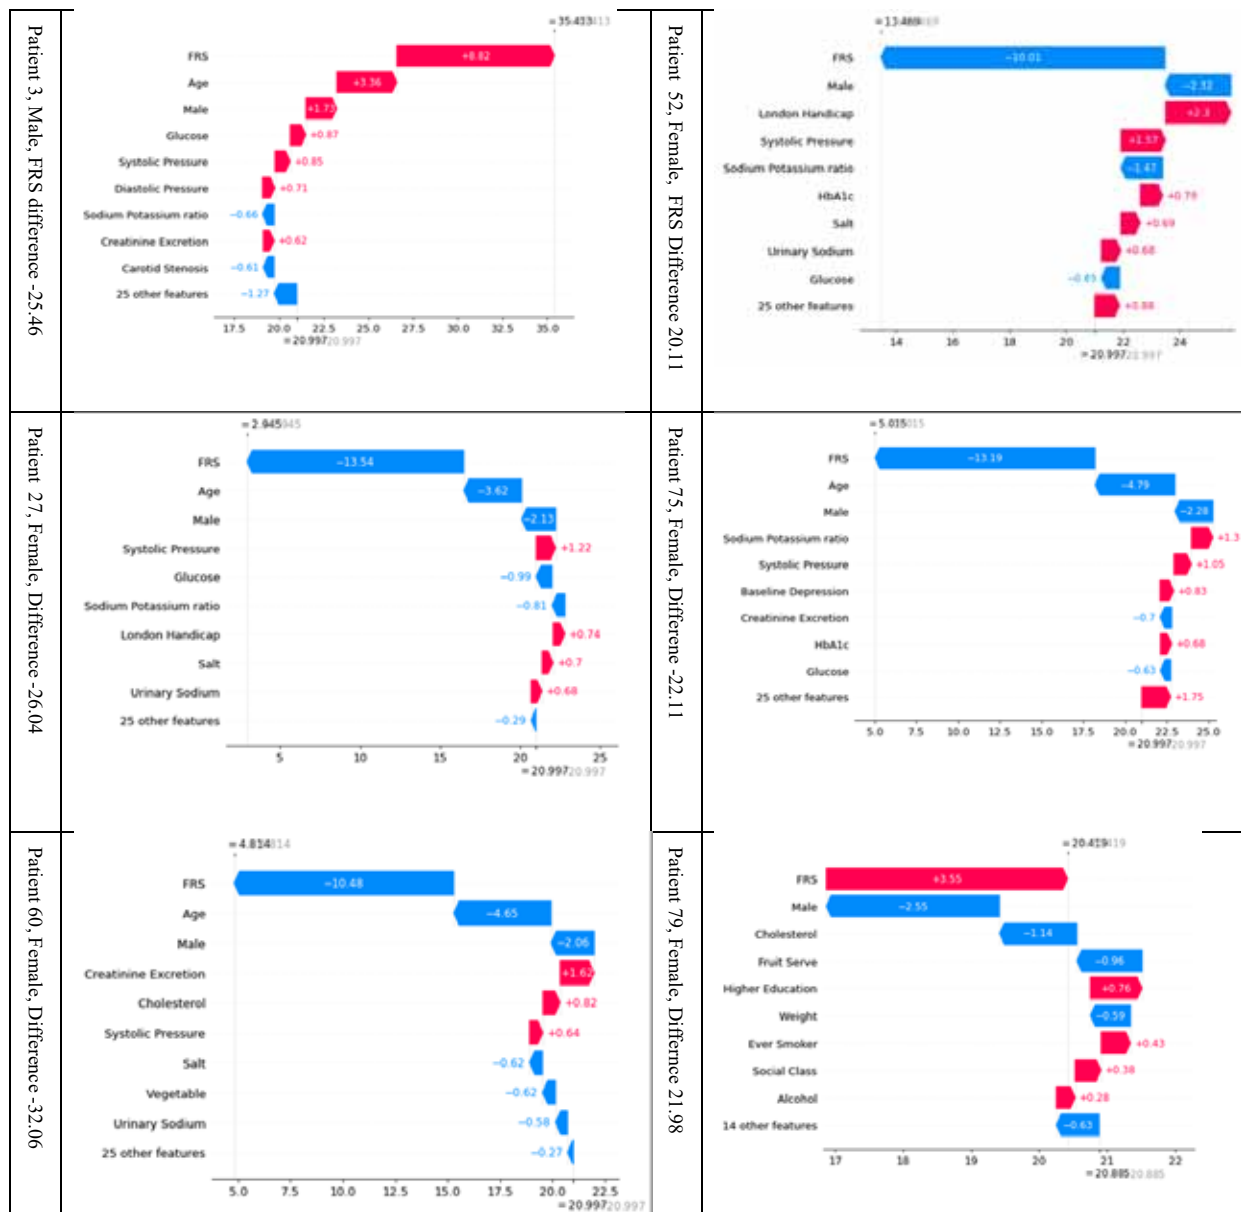 Patient 3, Male, FRS difference -25.46
= 35.413
FRS
+8.82
Age
+3.36
Male
+1.73
Glucose
+0.87
Systolic Pressure
+0.85
Diastolic Pressure
+0.71
Sodium Potassium ratio
−0.66
Creatinine Excretion
+0.62
Carotid Stenosis
−0.61
25 other features
−1.27
17.5 20.0 22.5 25.0 27.5 30.0 32.5 35.0
= 20.997
Patient 52, Female, FRS Difference 20.11
FRS
−10.01
Male
−2.32
London Handicap
+2.3
Systolic Pressure
+1.57
Sodium Potassium ratio
−1.47
HbA1c
+0.79
Salt
+0.69
Urinary Sodium
+0.68
Glucose
25 other features
+0.88
14 16 18 20 22 24
= 20.997
Patient 27, Female, Difference -26.04
= 2.945
FRS
−13.54
Age
−3.62
Male
−2.13
Systolic Pressure
+1.22
Glucose
−0.99
Sodium Potassium ratio
−0.81
London Handicap
+0.74
Salt
+0.7
Urinary Sodium
+0.68
25 other features
−0.29
5 10 15 20 25
= 20.997
Patient 75, Female, Differene -22.11
= 5.015
FRS
−13.19
Age
−4.79
Male
−2.28
Sodium Potassium ratio
+1.3
Systolic Pressure
+1.05
Baseline Depression
+0.83
Creatinine Excretion
−0.7
HbA1c
+0.68
Glucose
−0.63
25 other features
+1.75
5.0 7.5 10.0 12.5 15.0 17.5 20.0 22.5 25.0
= 20.997
Patient 60, Female, Difference -32.06
= 4.814
FRS
−10.48
Age
−4.65
Male
−2.06
Creatinine Excretion
+1.62
Cholesterol
+0.82
Systolic Pressure
+0.64
Salt
−0.62
Vegetable
−0.62
Urinary Sodium
−0.58
25 other features
−0.27
5.0 7.5 10.0 12.5 15.0 17.5 20.0 22.5
= 20.997
Patient 79, Female, Differnce 21.98
= 20.419
FRS
+3.55
Male
−2.55
Cholesterol
−1.14
Fruit Serve
−0.96
Higher Education
+0.76
Weight
−0.59
Ever Smoker
+0.43
Social Class
+0.38
Alcohol
+0.28
14 other features
−0.63
17 18 19 20 21 22
= 20.885